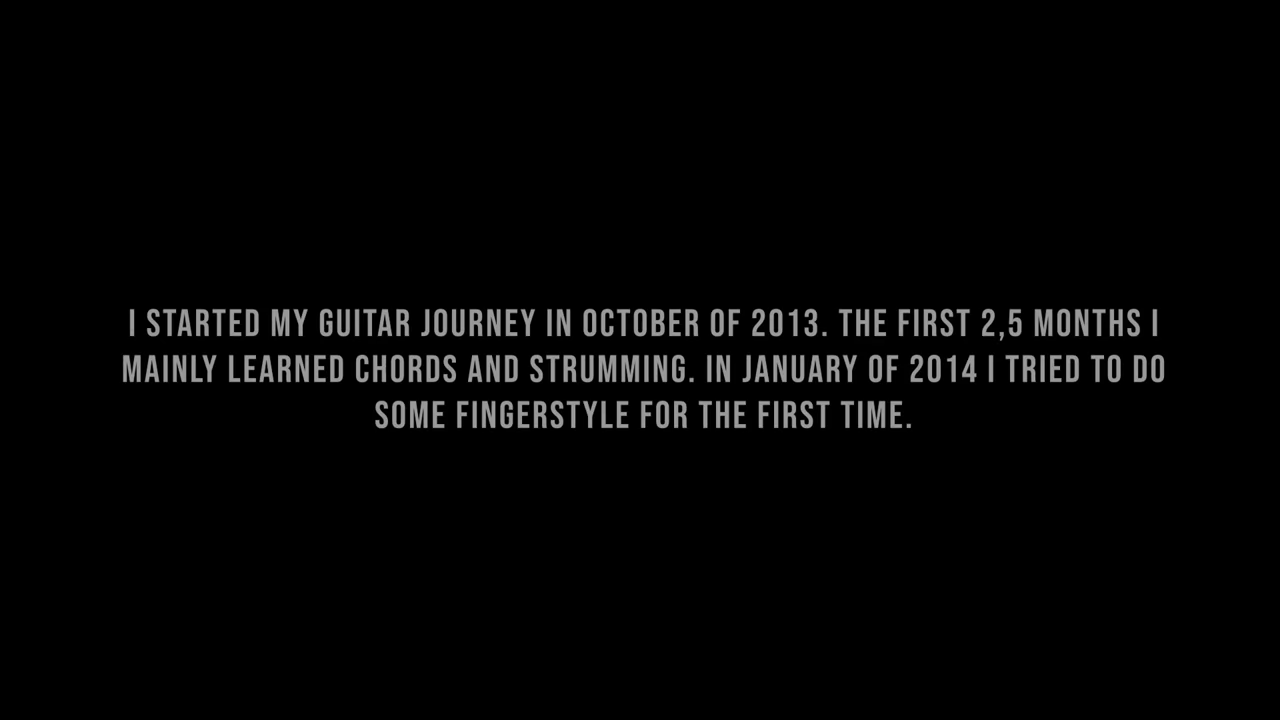 I STARTED MY GUITAR JOURNEY IN OCTOBER OF 2013. THE FIRST 2,5 MONTHS I
MAINLY LEARNED CHORDS AND STRUMMING. IN JANUARY OF 2014 I TRIED TO DO
SOME FINGERSTYLE FOR THE FIRST TIME.